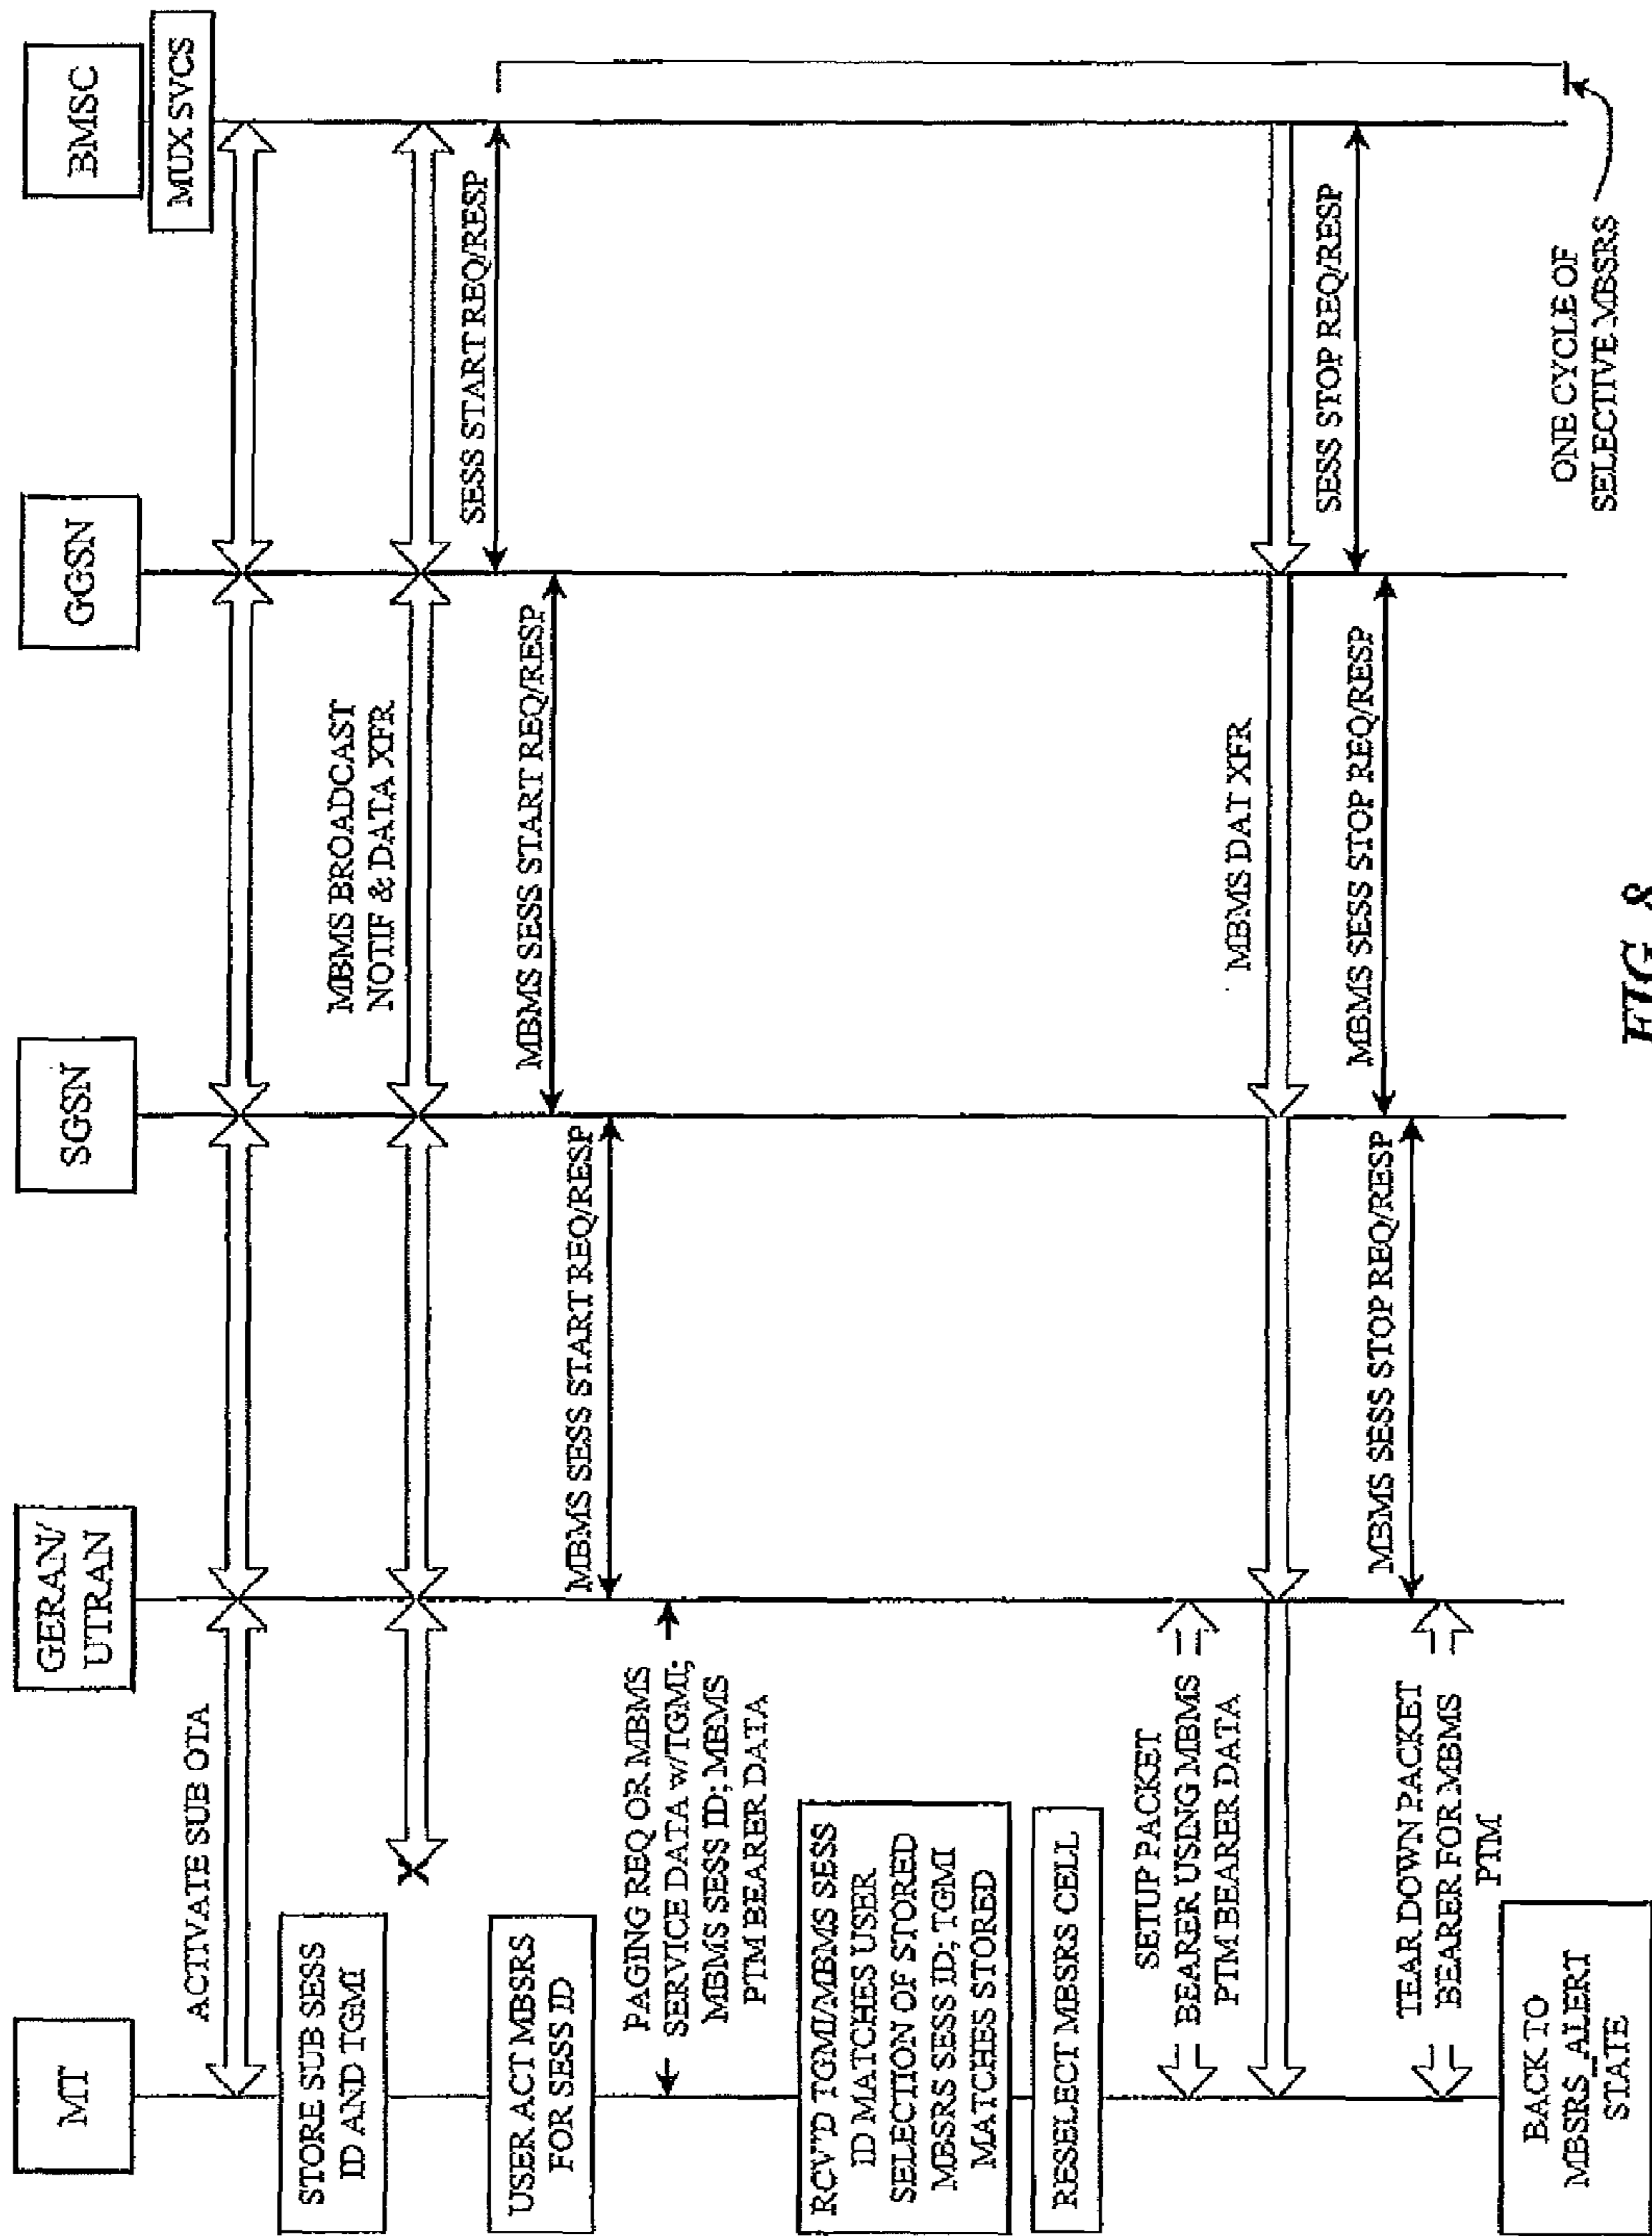 MT
GERAN/
UTRAN
SGSN
GGSN
BMSC
MUX SVCS
ACTIVATE SUB OTA
STORE SUB SESS
ID AND TGMI
MBMS BROADCAST
NOTIF & DATA XFR
X
USER ACT MBSRS
FOR SESS ID
SESS START REQ/RESP
MBMS SESS START REQ/RESP
MBMS SESS START REQ/RESP
PAGING REQ OR MBMS
SERVICE DATA w/TGMI;
MBMS SESS ID; MBMS
PTM BEARER DATA
RCV'D TGMI/MBMS SESS
ID MATCHES USER
SELECTION OF STORED
MBSRS SESS ID; TGMI
MATCHES STORED
RESELECT MBSRS CELL
SETUP PACKET
BEARER USING MBMS
PTM BEARER DATA
MBMS DAT XFR
SESS STOP REQ/RESP
MBMS SESS STOP REQ/RESP
MBMS SESS STOP REQ/RESP
TEAR DOWN PACKET
BEARER FOR MBMS
PTM
BACK TO
MBSRS_ALERT
STATE
ONE CYCLE OF
SELECTIVE MBSRS
FIG. 8